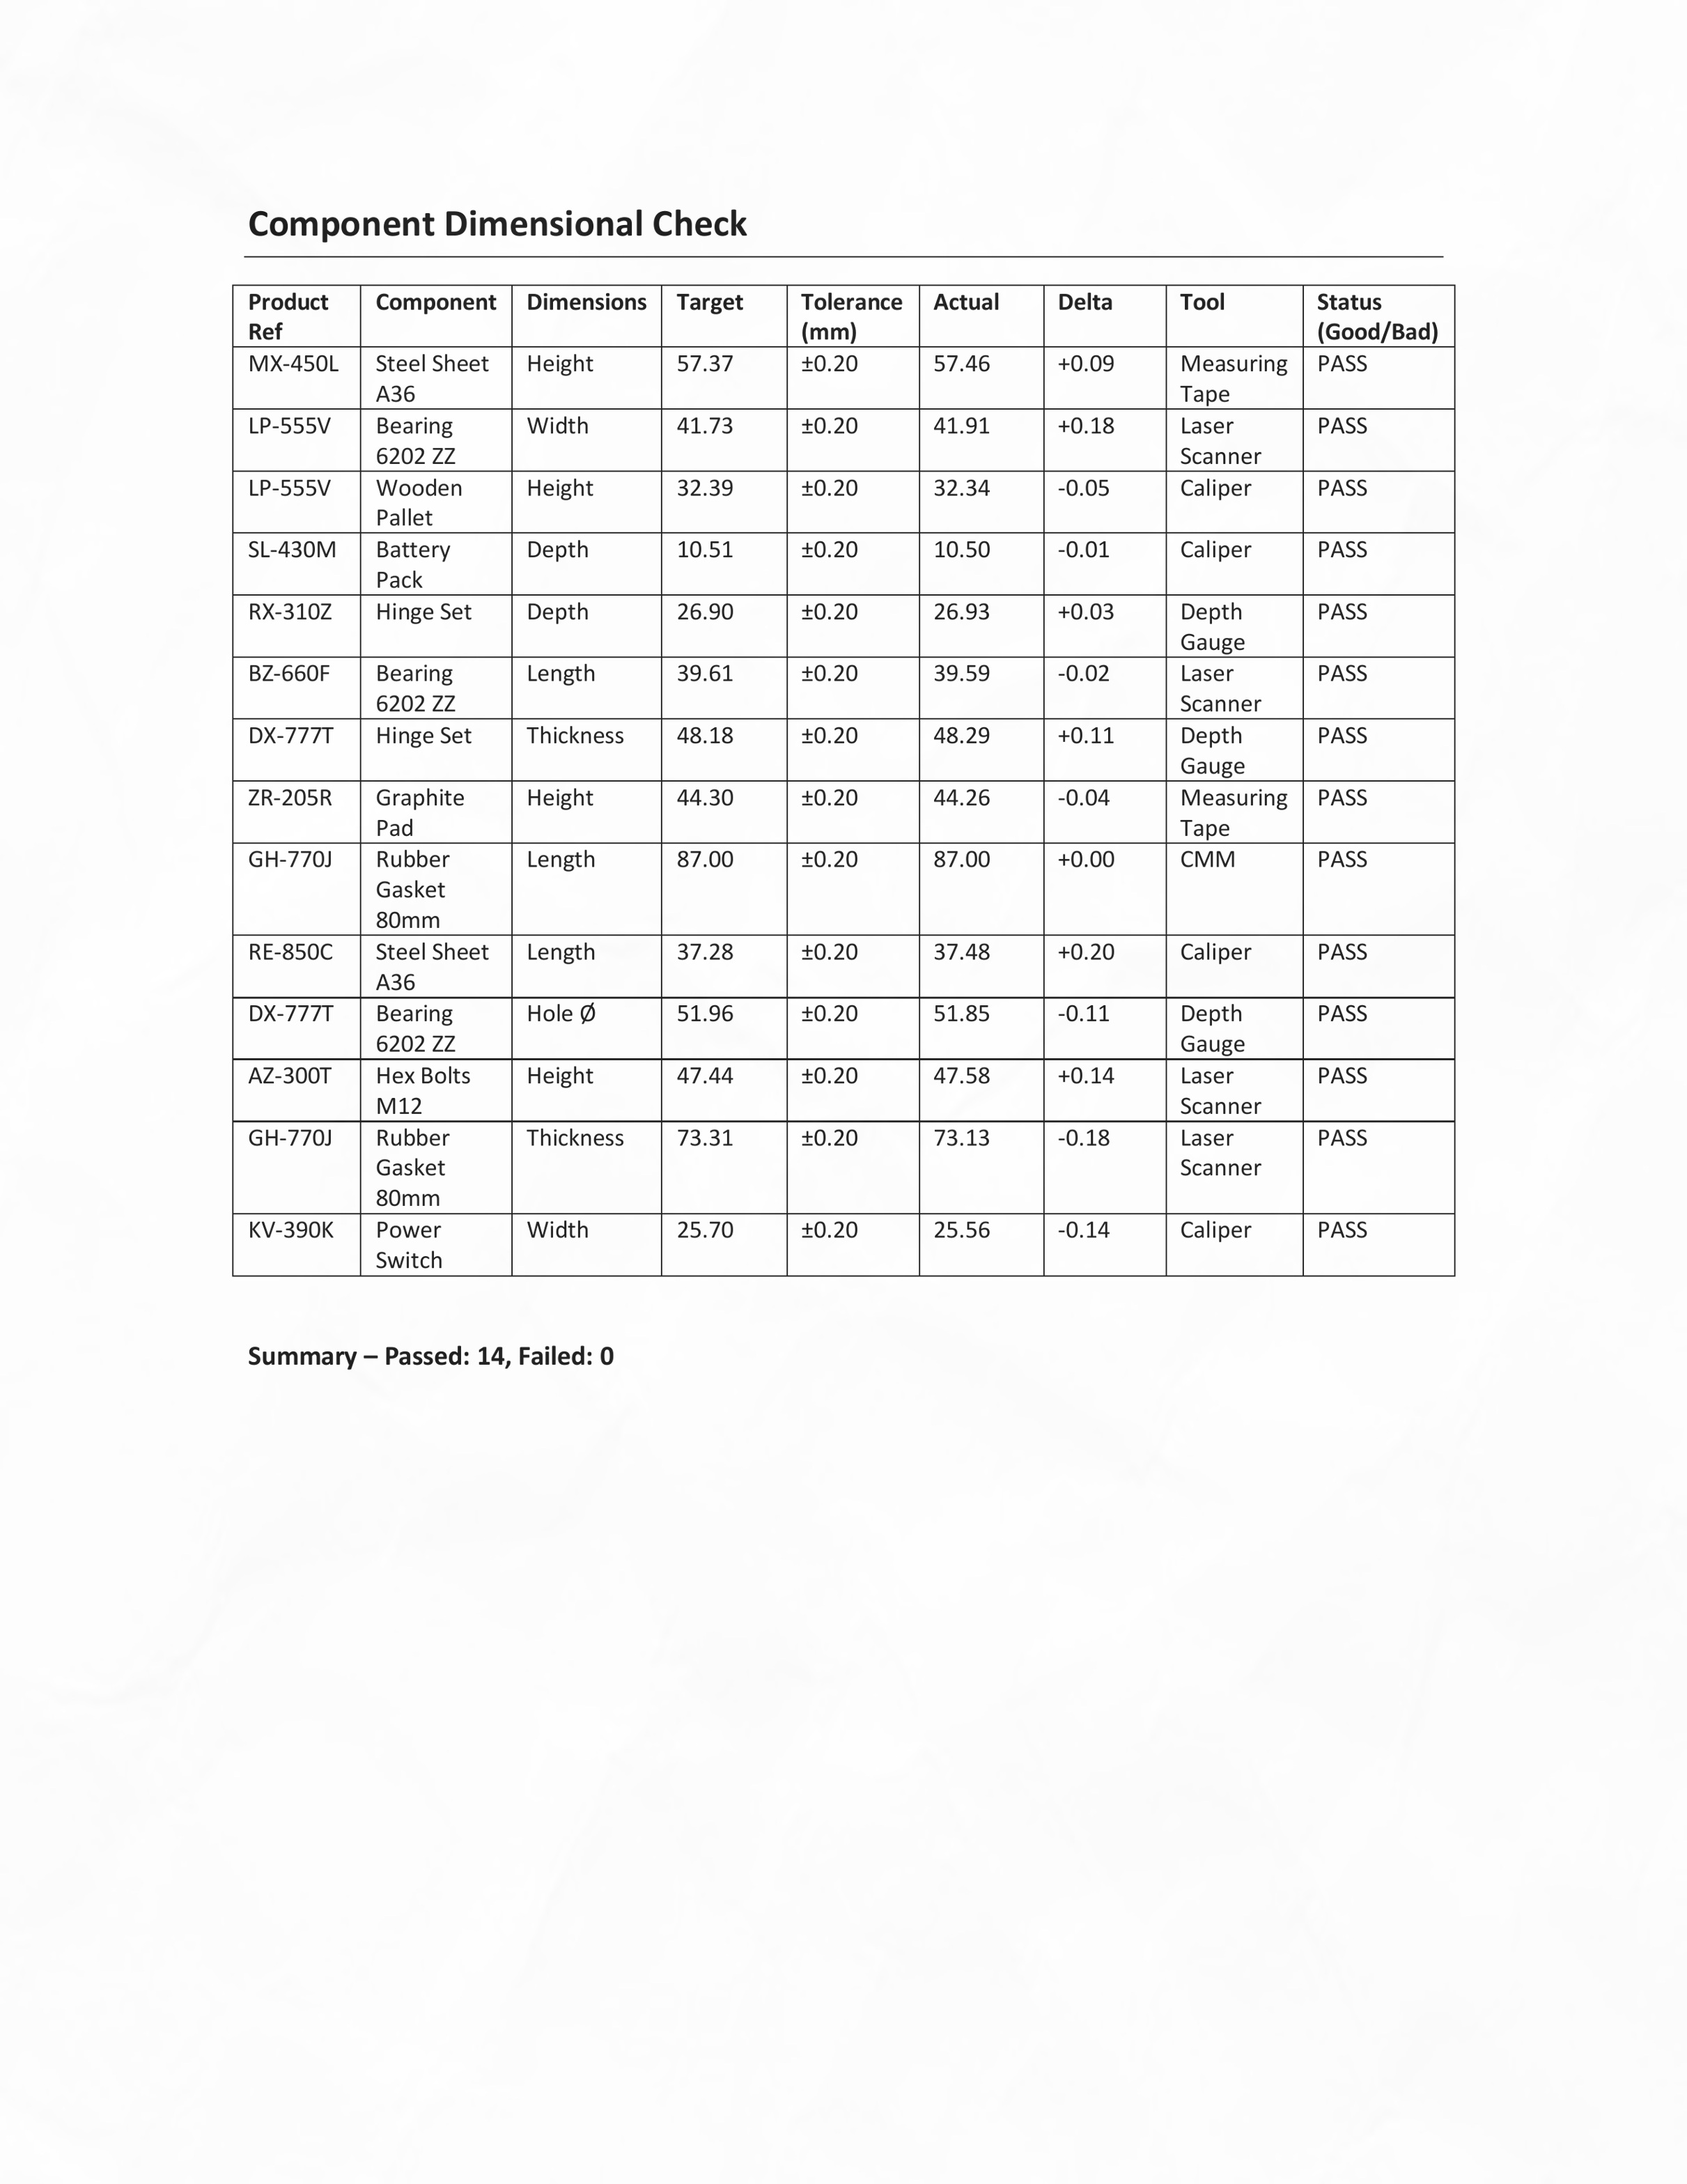 Component Dimensional Check
Product Ref Component Dimensions Target Tolerance (mm) Actual Delta Tool Status (Good/Bad)
MX-450L Steel Sheet A36 Height 57.37 ±0.20 57.46 +0.09 Measuring Tape PASS
LP-555V Bearing 6202 ZZ Width 41.73 ±0.20 41.91 +0.18 Laser Scanner PASS
LP-555V Wooden Pallet Height 32.39 ±0.20 32.34 -0.05 Caliper PASS
SL-430M Battery Pack Depth 10.51 ±0.20 10.50 -0.01 Caliper PASS
RX-310Z Hinge Set Depth 26.90 ±0.20 26.93 +0.03 Depth Gauge PASS
BZ-660F Bearing 6202 ZZ Length 39.61 ±0.20 39.59 -0.02 Laser Scanner PASS
DX-777T Hinge Set Thickness 48.18 ±0.20 48.29 +0.11 Depth Gauge PASS
ZR-205R Graphite Pad Height 44.30 ±0.20 44.26 -0.04 Measuring Tape PASS
GH-770J Rubber Gasket 80mm Length 87.00 ±0.20 87.00 +0.00 CMM PASS
RE-850C Steel Sheet A36 Length 37.28 ±0.20 37.48 +0.20 Caliper PASS
DX-777T Bearing 6202 ZZ Hole Ø 51.96 ±0.20 51.85 -0.11 Depth Gauge PASS
AZ-300T Hex Bolts M12 Height 47.44 ±0.20 47.58 +0.14 Laser Scanner PASS
GH-770J Rubber Gasket 80mm Thickness 73.31 ±0.20 73.13 -0.18 Laser Scanner PASS
KV-390K Power Switch Width 25.70 ±0.20 25.56 -0.14 Caliper PASS
Summary – Passed: 14, Failed: 0